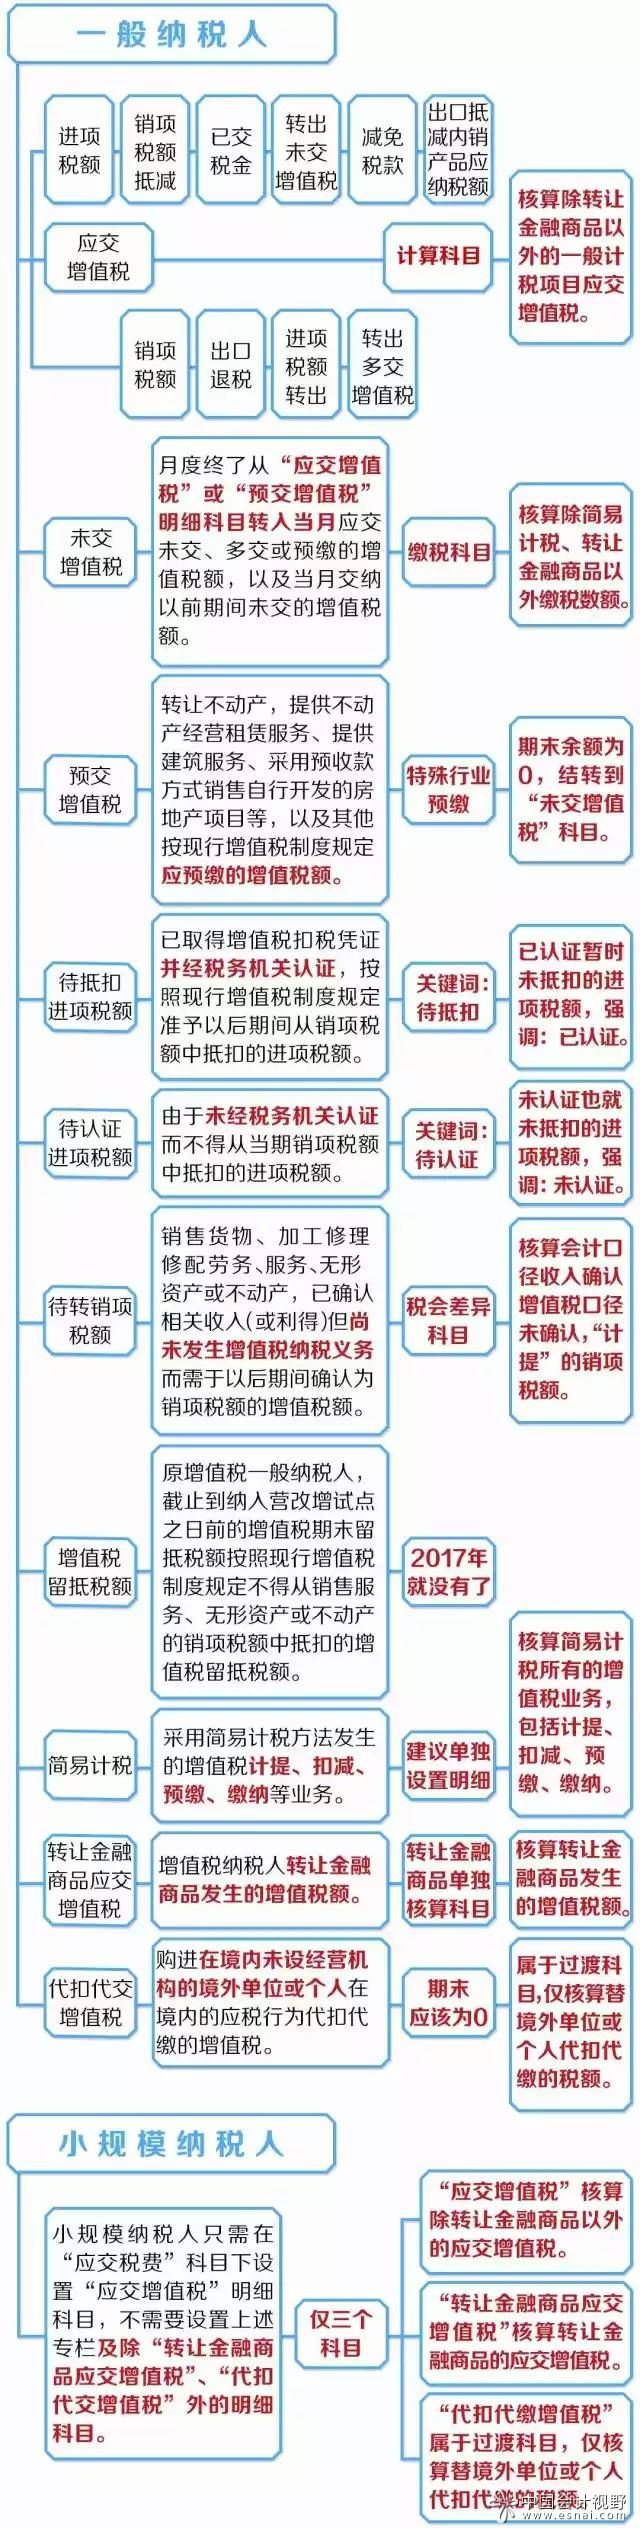 一般纳税人
进项
税额
销项
税额
抵减
已交
税金
转出
未交
增值税
减免
税款
出口抵
减内销
产品应
纳税额
应交
增值税
计算科目
核算除转让
金融商品以
外的一般计
税项目应交
增值税。
销项
税额
出口
退税
进项
税额
转出
转出
多交
增值税
未交
增值税
月度终了从“应交增值
税”或“预交增值税”
明细科目转入当月应交
未交、多交或预缴的增
值税额，以及当月交纳
以前期间未交的增值税
额。
缴税科目
核算除简易
计税、转让
金融商品以
外缴税数额。
预交
增值税
转让不动产，提供不动
产经营租赁服务、提供
建筑服务、采用预收款
方式销售自行开发的房
地产项目等，以及其他
按现行增值税制度规定
应预缴的增值税额。
特殊行业
预缴
期末余额为
0，结转到
“未交增值
税”科目。
待抵扣
进项税额
已取得增值税扣税凭证
并经税务机关认证，按
照现行增值税制度规定
准予以后期间从销项税
额中抵扣的进项税额。
关键词：
待抵扣
已认证暂时
未抵扣的进
项税额，强
调：已认证。
待认证
进项税额
由于未经税务机关认证
而不得从当期销项税额
中抵扣的进项税额。
关键词：
待认证
未认证也就
未抵扣的进
项税额，强
调：未认证。
待转销项
税额
销售货物、加工修理
修配劳务、服务、无形
资产或不动产，已确认
相关收入（或利得）但尚
未发生增值税纳税义务
而需于以后期间确认为
销项税额的增值税额。
税会差异
科目
核算会计口
径收入确认
增值税口径
未确认，“计
提”的销项
税额。
增值税
留抵税额
原增值税一般纳税人，
截止到纳入营改增试点
之日前的增值税期末留
抵税额按照现行增值税
制度规定不得从销售服
务、无形资产或不动产
的销项税额中抵扣的增
值税留抵税额。
2017年
就没有了
简易计税
采用简易计税方法发生
的增值税计提、扣减、
预缴、缴纳等业务。
建议单独
设置明细
核算简易计
税所有的增
值税业务，
包括计提、
扣减、预
缴、缴纳。
转让金融
商品应交
增值税
增值税纳税人转让金融
商品发生的增值税额。
转让金融
商品单独
核算科目
核算转让金
融商品发生
的增值税额。
代扣代交
增值税
购进在境内未设经营机
构的境外单位或个人在
境内的应税行为代扣代
缴的增值税。
期末
应该为0
属于过渡科
目，仅核算替
境外单位或
个人代扣代
缴的税额。
小规模纳税人
小规模纳税人只需在
“应交税费”科目下设
置“应交增值税”明细
科目，不需要设置上述
专栏及除“转让金融商
品应交增值税”、“代扣
代交增值税”外的明细
科目。
仅三个
科目
“应交增值税”核算
除转让金融商品以外
的应交增值税。
“转让金融商品应交
增值税”核算转让金
融商品的应交增值税。
“代扣代缴增值税”
属于过渡科目，仅核
算替境外单位或个人
代扣代缴的税额。
中国会计视野
www.esnai.com